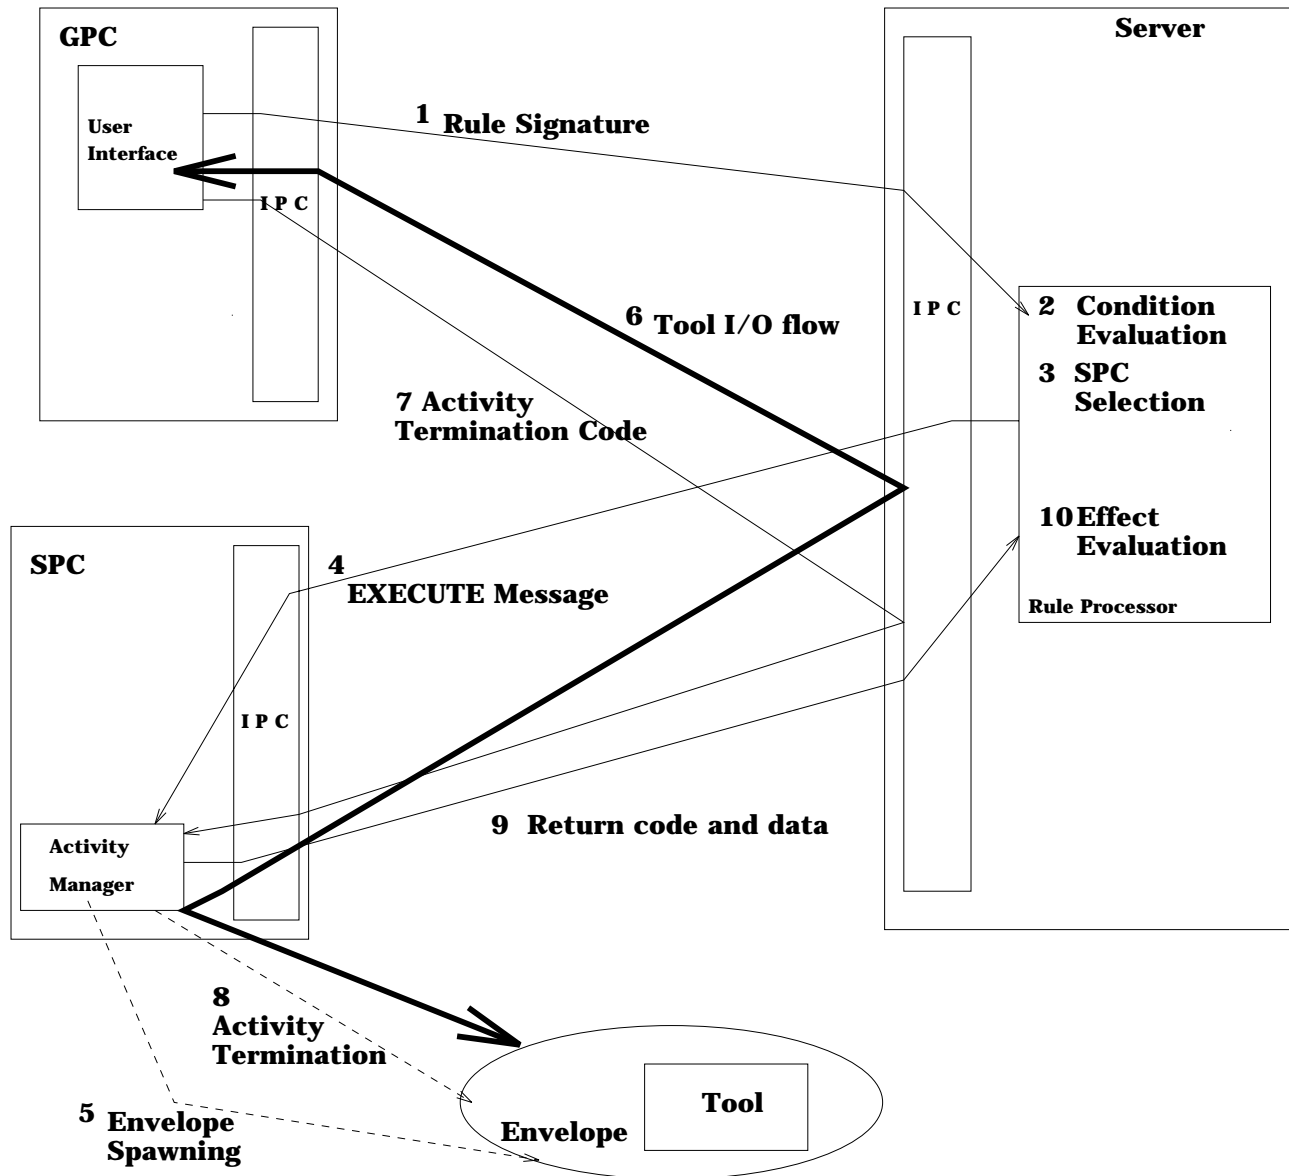 GPC
Server
User
Interface
I P C
1 Rule Signature
6 Tool I/O flow
I P C
2 Condition
Evaluation
3 SPC
Selection
10 Effect
Evaluation
Rule Processor
7 Activity
Termination Code
SPC
4
EXECUTE Message
I P C
Activity
Manager
9 Return code and data
8
Activity
Termination
5 Envelope
Spawning
Envelope
Tool